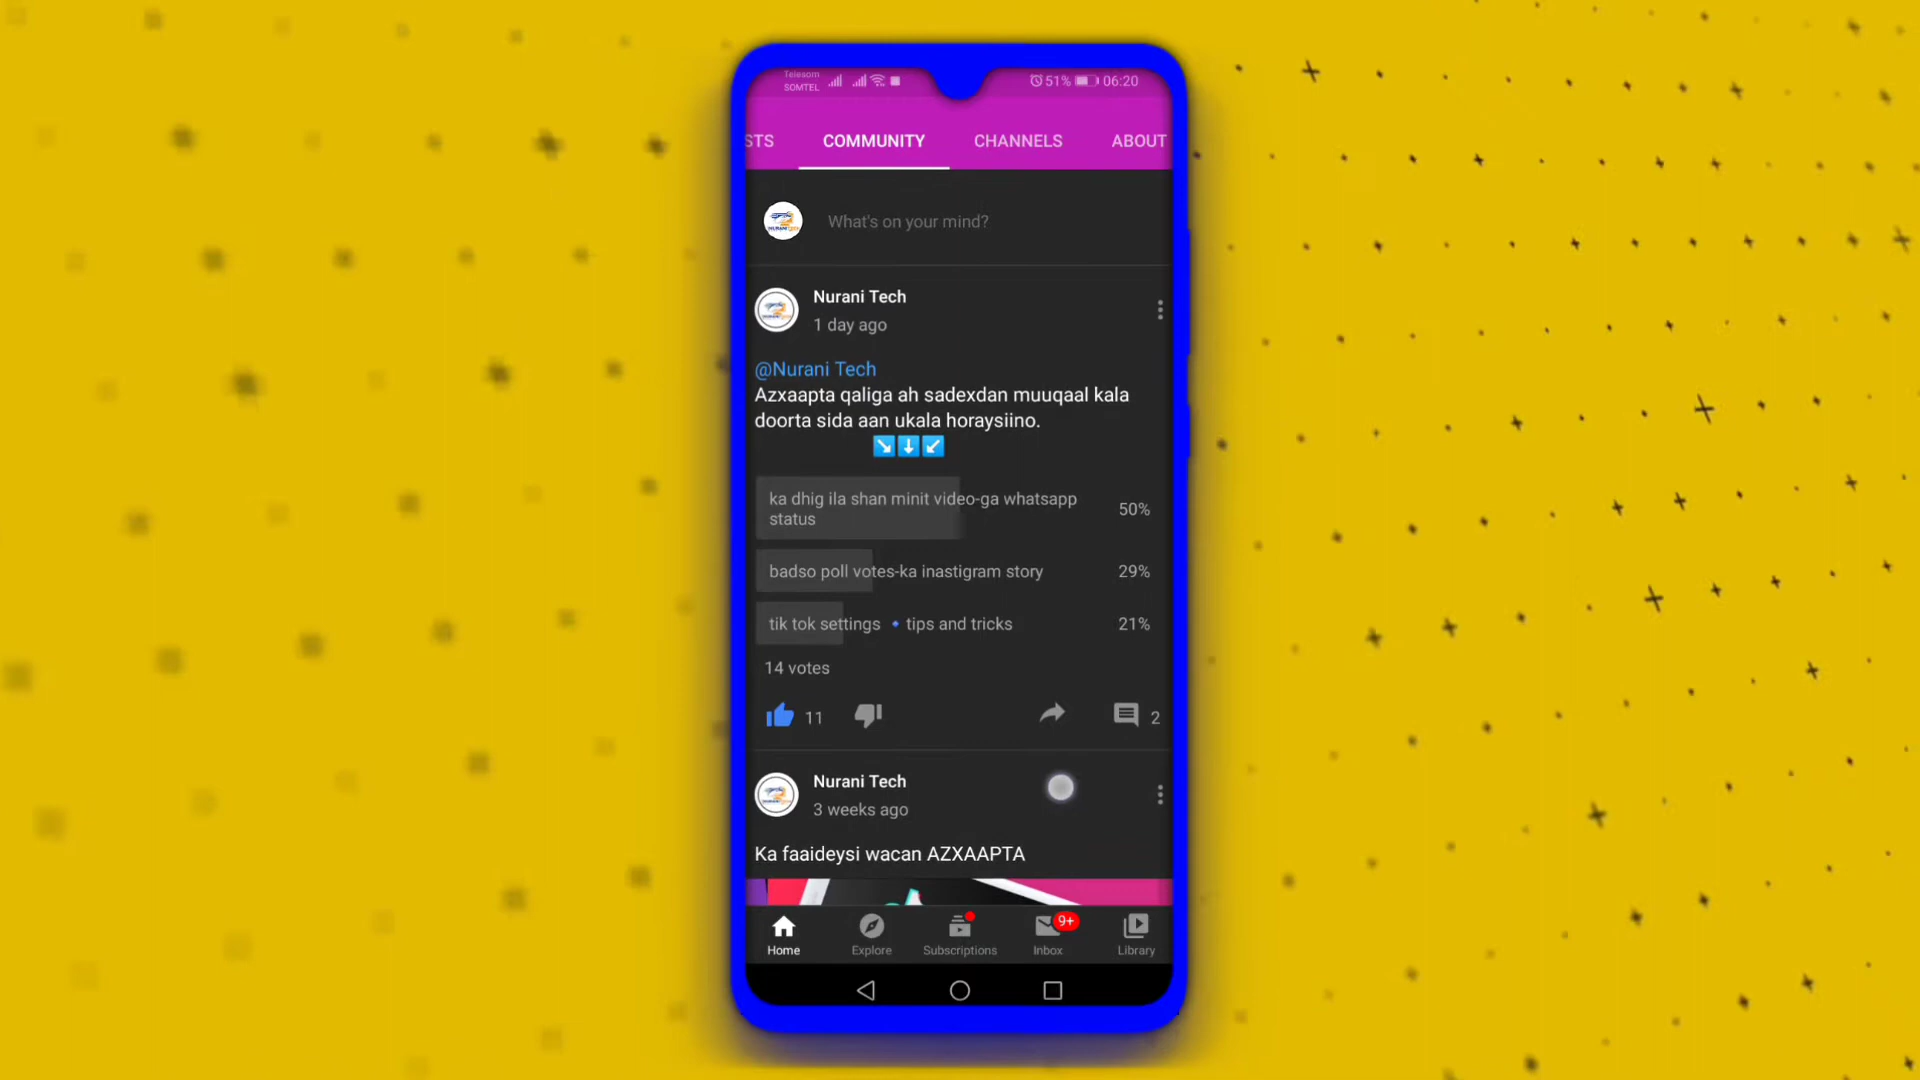 Telesom
SOMTEL
51% 06:20
STS COMMUNITY CHANNELS ABOUT
What's on your mind?
Nurani Tech
1 day ago
@Nurani Tech
Azxaapta qaliga ah sadexdan muuqaal kala
doorta sida aan ukala horaysiino.
↘️⬇️↙️
ka dhig ila shan minit video-ga whatsapp
status
50%
badso poll votes-ka inastigram story 29%
tik tok settings 🔹tips and tricks 21%
14 votes
11 2
Nurani Tech
3 weeks ago
Ka faaideysi wacan AZXAAPTA
9+
Home Explore Subscriptions Inbox Library